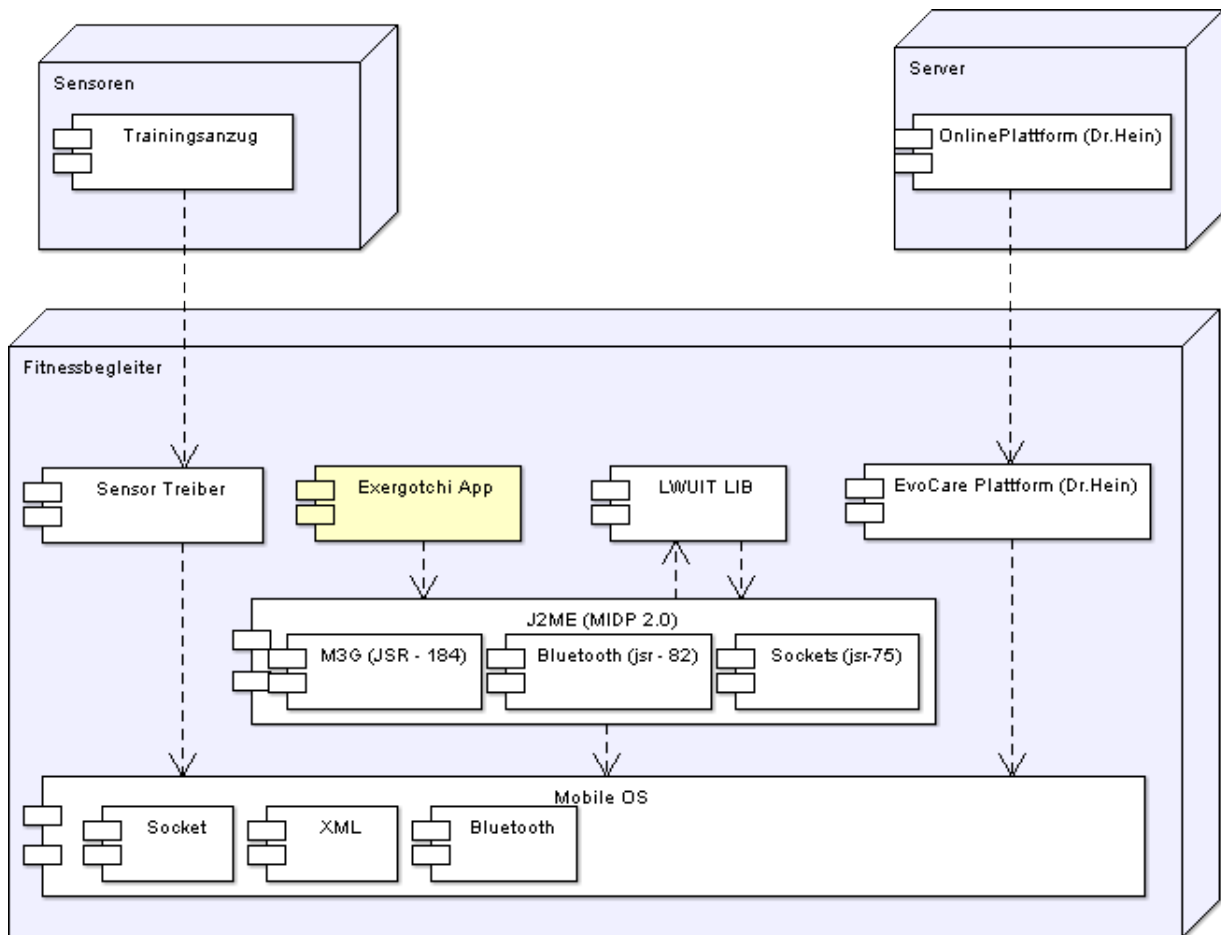 Sensoren
Trainingsanzug
Server
OnlinePlattform (Dr.Hein)
Fitnessbegleiter
Sensor Treiber
Exergotchi App
LWUIT LIB
EvoCare Plattform (Dr.Hein)
J2ME (MIDP 2.0)
M3G (JSR - 184)
Bluetooth (jsr - 82)
Sockets (jsr-75)
Mobile OS
Socket
XML
Bluetooth